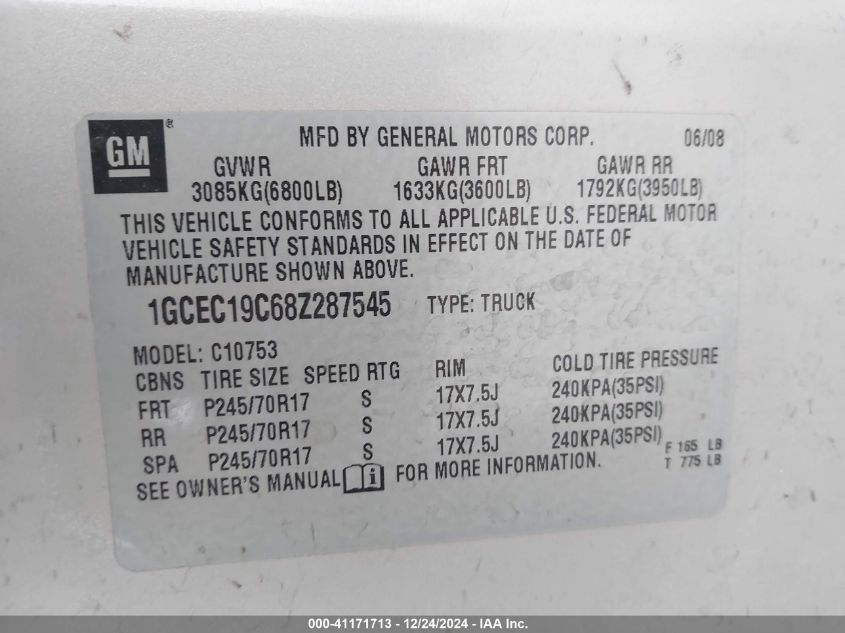 GM® MFD BY GENERAL MOTORS CORP. 06/08
GVWR GAWR FRT GAWR RR
3085KG(6800LB) 1633KG(3600LB) 1792KG(3950LB)
THIS VEHICLE CONFORMS TO ALL APPLICABLE U.S. FEDERAL MOTOR
VEHICLE SAFETY STANDARDS IN EFFECT ON THE DATE OF
MANUFACTURE SHOWN ABOVE.
1GCEC19C68Z287545 TYPE: TRUCK
MODEL: C10753
CBNS TIRE SIZE SPEED RTG RIM COLD TIRE PRESSURE
FRT P245/70R17 S 17X7.5J 240KPA(35PSI)
RR P245/70R17 S 17X7.5J 240KPA(35PSI)
SPA P245/70R17 S 17X7.5J 240KPA(35PSI)
F 165 LB
T 775 LB
SEE OWNER'S MANUAL i FOR MORE INFORMATION.
000-41171713 / 12/24/2024 - IAA Inc.